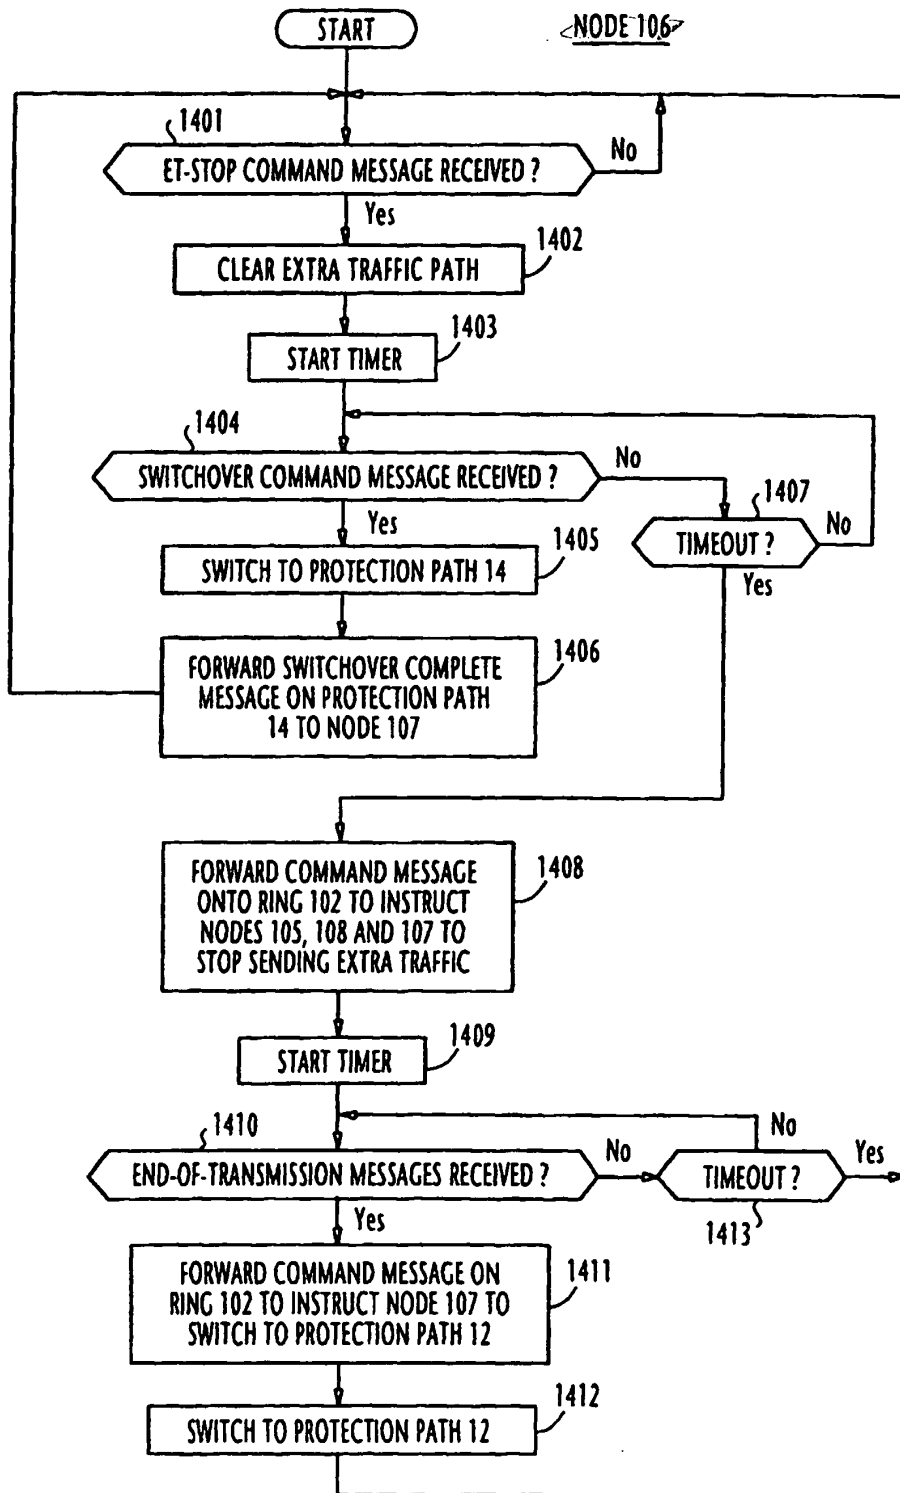 START
NODE 106
1401
ET-STOP COMMAND MESSAGE RECEIVED ?
No
Yes
1402
CLEAR EXTRA TRAFFIC PATH
1403
START TIMER
1404
SWITCHOVER COMMAND MESSAGE RECEIVED ?
No
1407
Yes
TIMEOUT ?
No
1405
SWITCH TO PROTECTION PATH 14
Yes
1406
FORWARD SWITCHOVER COMPLETE
MESSAGE ON PROTECTION PATH
14 TO NODE 107
1408
FORWARD COMMAND MESSAGE
ONTO RING 102 TO INSTRUCT
NODES 105, 108 AND 107 TO
STOP SENDING EXTRA TRAFFIC
1409
START TIMER
1410
No
END-OF-TRANSMISSION MESSAGES RECEIVED ?
No
TIMEOUT ?
Yes
1413
Yes
1411
FORWARD COMMAND MESSAGE ON
RING 102 TO INSTRUCT NODE 107 TO
SWITCH TO PROTECTION PATH 12
1412
SWITCH TO PROTECTION PATH 12